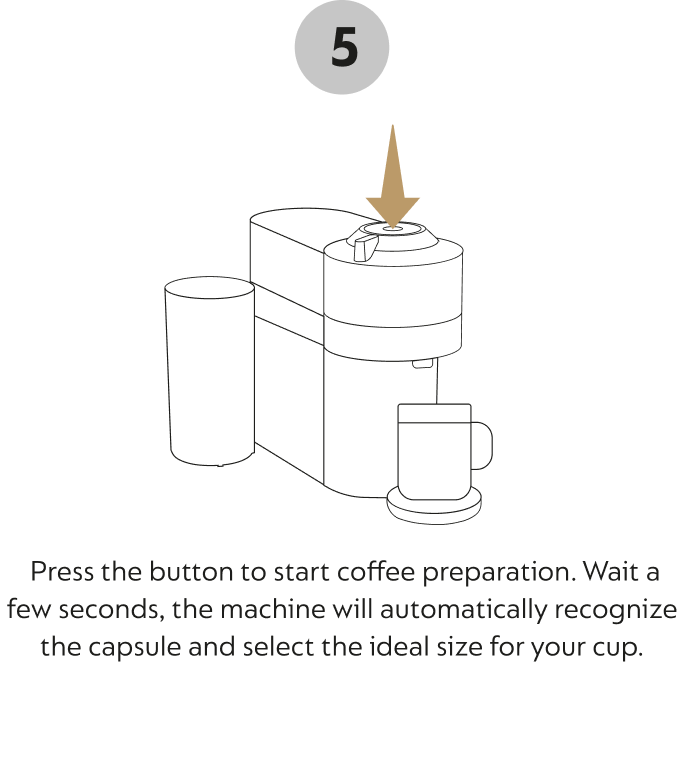 5
Press the button to start coffee preparation. Wait a
few seconds, the machine will automatically recognize
the capsule and select the ideal size for your cup.